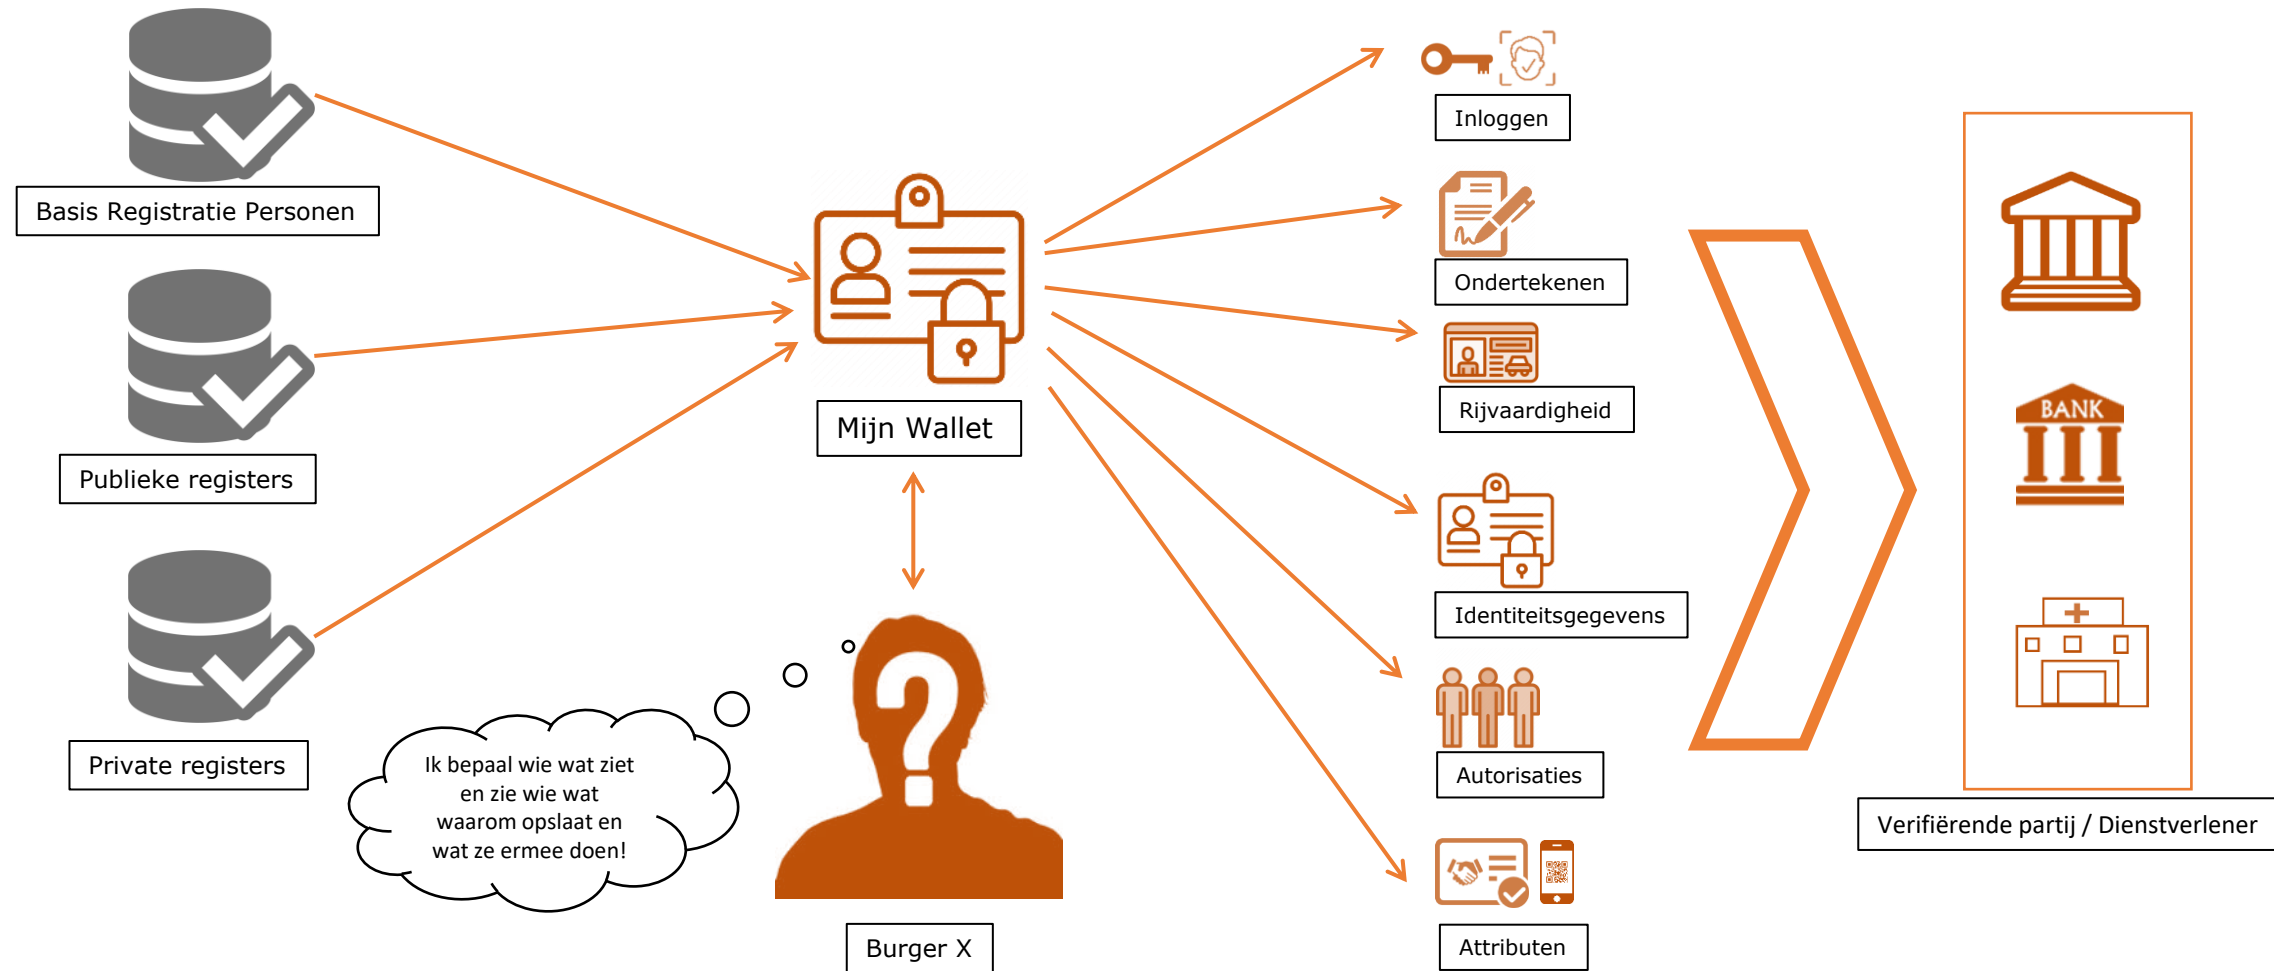 Basis Registratie Personen
Publieke registers
Private registers
Mijn Wallet
Ik bepaal wie wat ziet
en zie wie wat
waarom opslaat en
wat ze ermee doen!
Burger X
Inloggen
Ondertekenen
Rijvaardigheid
Identiteitsgegevens
Autorisaties
Attributen
BANK
Verifiërende partij / Dienstverlener